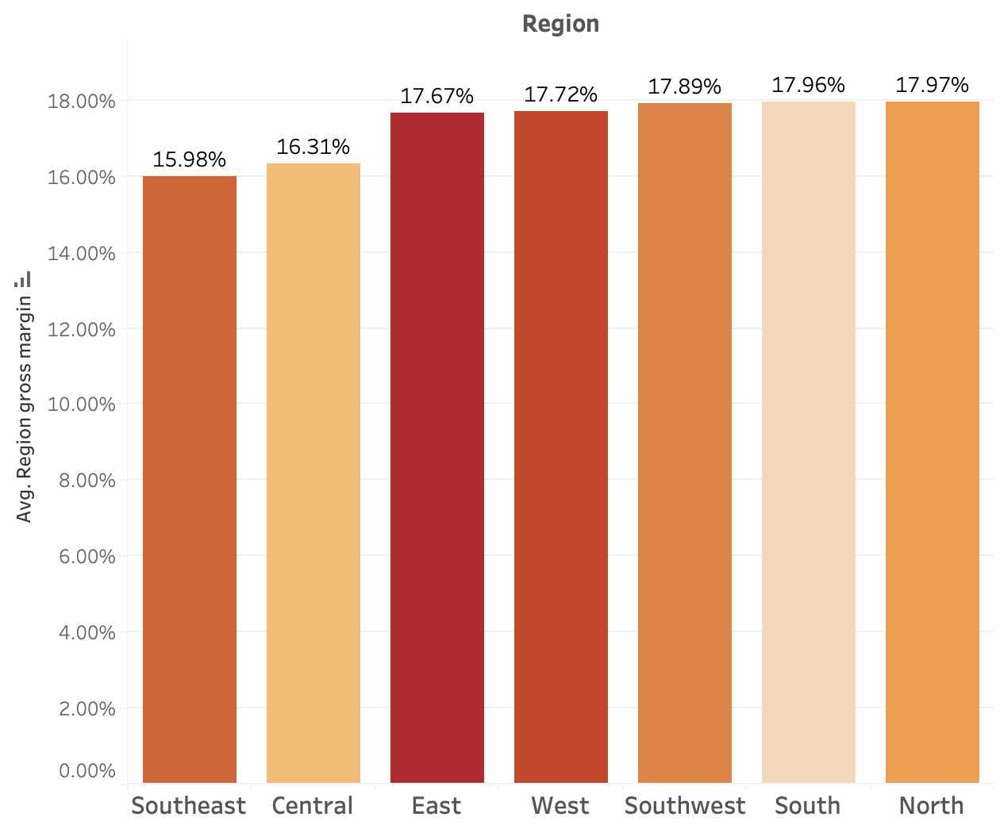 Region
18.00%
16.00%
14.00%
12.00%
10.00%
8.00%
6.00%
4.00%
2.00%
0.00%
Avg. Region gross margin
15.98%
16.31%
17.67%
17.72%
17.89%
17.96%
17.97%
Southeast
Central
East
West
Southwest
South
North